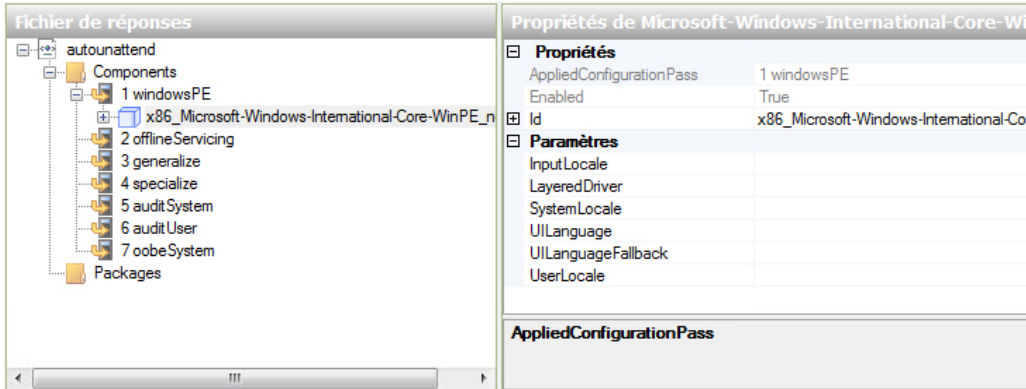 Fichier de réponses
autounattend
Components
1 windowsPE
x86_Microsoft-Windows-International-Core-WinPE_n
2 offlineServicing
3 generalize
4 specialize
5 auditSystem
6 auditUser
7 oobeSystem
Packages
Propriétés de Microsoft-Windows-International-Core-Wi
Propriétés
AppliedConfigurationPass 1 windowsPE
Enabled True
Id x86_Microsoft-Windows-International-Co
Paramètres
InputLocale
LayeredDriver
SystemLocale
UILanguage
UILanguageFallback
UserLocale
AppliedConfigurationPass